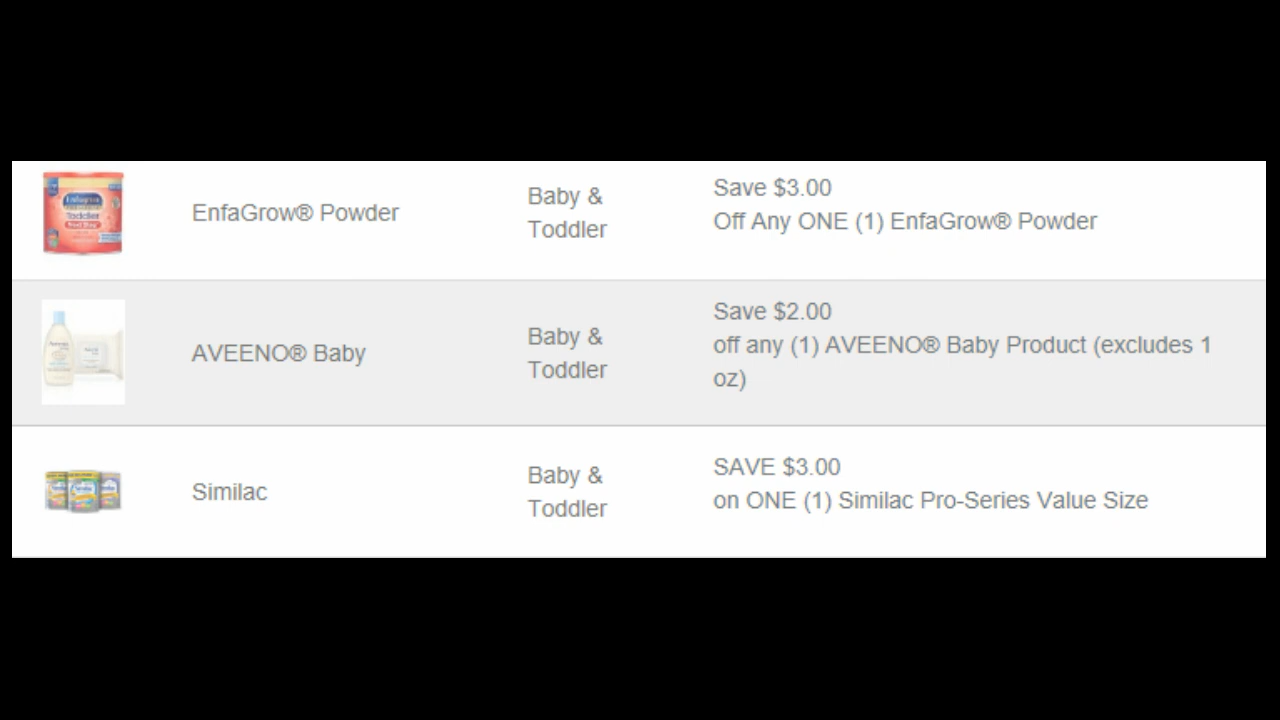 EnfaGrow® Powder
Baby &
Toddler
Save $3.00
Off Any ONE (1) EnfaGrow® Powder
Toddler
AVEENO® Baby
Baby &
Toddler
Save $2.00
off any (1) AVEENO® Baby Product (excludes 1
oz)
Similac
Baby &
Toddler
SAVE $3.00
on ONE (1) Similac Pro-Series Value Size